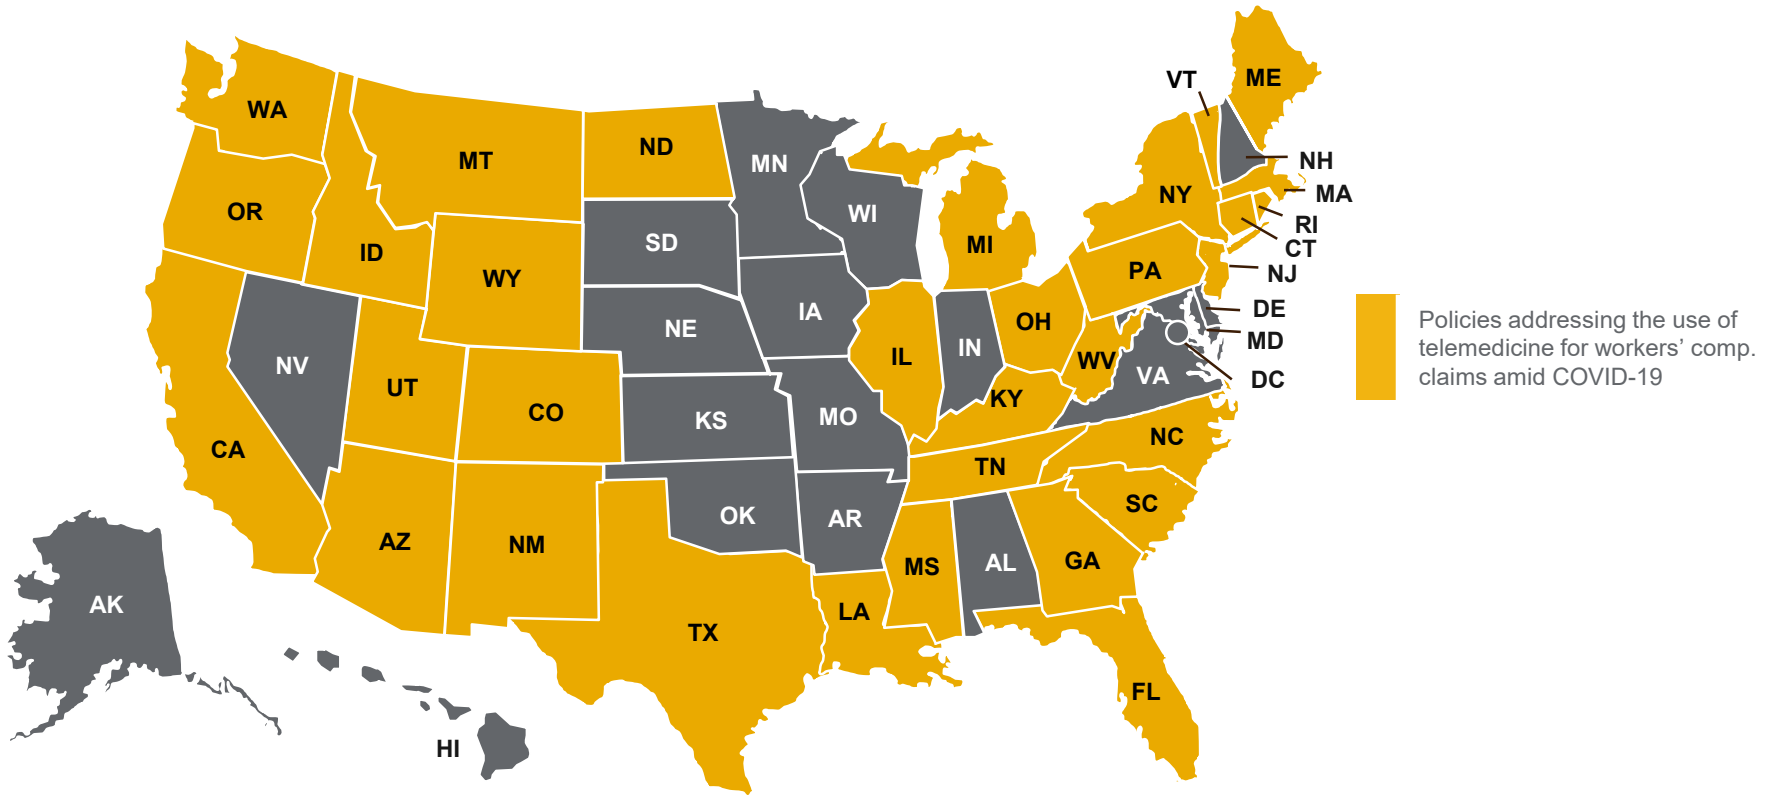 VT
ME
WA
MT
ND
MN
NH
MA
NY
OR
WI
RI
SD
MI
CT
ID
PA
NJ
WY
DE
IA
OH
NE
MD
IN
IL
WV
NV
VA
DC
UT
KY
CO
KS
MO
NC
CA
TN
SC
OK
AR
AZ
NM
GA
AL
MS
AK
LA
TX
FL
HI
Policies addressing the use of
telemedicine for workers’ comp.
claims amid COVID-19